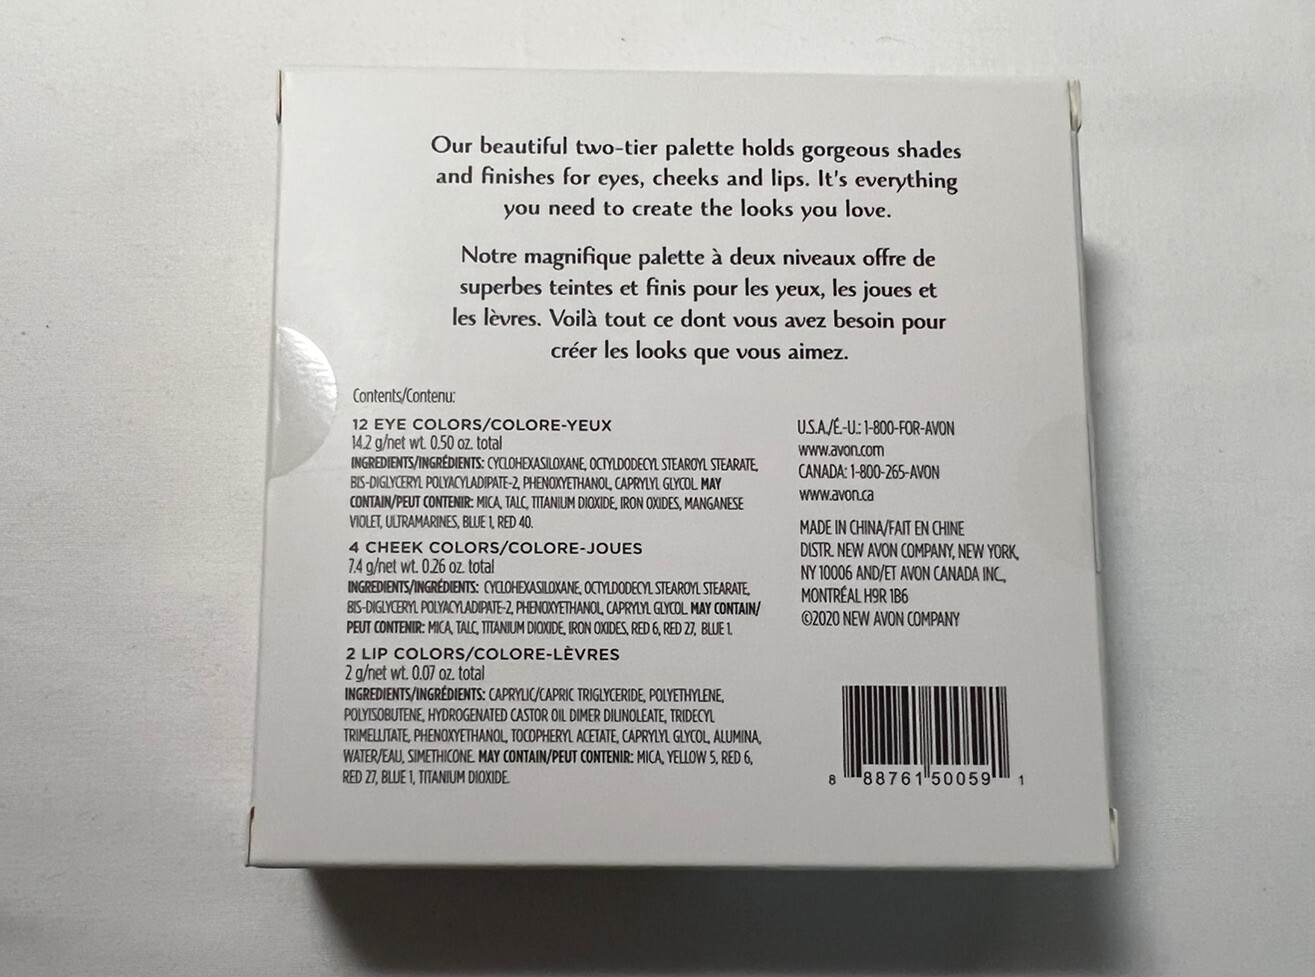 Our beautiful two-tier palette holds gorgeous shades
and finishes for eyes, cheeks and lips. It's everything
you need to create the looks you love.
Notre magnifique palette à deux niveaux offre de
superbes teintes et finis pour les yeux, les joues et
les lèvres. Voilà tout ce dont vous avez besoin pour
créer les looks que vous aimez.
Contents/Contenu:
12 EYE COLORS/COLORE-YEUX
14.2 g/net wt. 0.50 oz. total
INGREDIENTS/INGRÉDIENTS: CYCLOHEXASILOXANE, OCTYLDODECYL STEAROYL STEARATE,
BIS-DIGLYCERYL POLYACYLADIPATE-2, PHENOXYETHANOL, CAPRYLYL GLYCOL. MAY
CONTAIN/PEUT CONTENIR: MICA, TALC, TITANIUM DIOXIDE, IRON OXIDES, MANGANESE
VIOLET, ULTRAMARINES, BLUE 1, RED 40.
4 CHEEK COLORS/COLORE-JOUES
7.4 g/net wt. 0.26 oz. total
INGREDIENTS/INGRÉDIENTS: CYCLOHEXASILOXANE, OCTYLDODECYL STEAROYL STEARATE,
BIS-DIGLYCERYL POLYACYLADIPATE-2, PHENOXYETHANOL, CAPRYLYL GLYCOL. MAY CONTAIN/
PEUT CONTENIR: MICA, TALC, TITANIUM DIOXIDE, IRON OXIDES, RED 6, RED 27, BLUE 1.
2 LIP COLORS/COLORE-LÈVRES
2 g/net wt. 0.07 oz. total
INGREDIENTS/INGRÉDIENTS: CAPRYLIC/CAPRIC TRIGLYCERIDE, POLYETHYLENE,
POLYISOBUTENE, HYDROGENATED CASTOR OIL DIMER DILINOLEATE, TRIDECYL
TRIMELLITATE, PHENOXYETHANOL, TOCOPHERYL ACETATE, CAPRYLYL GLYCOL, ALUMINA,
WATER/EAU, SIMETHICONE. MAY CONTAIN/PEUT CONTENIR: MICA, YELLOW 5, RED 6,
RED 27, BLUE 1, TITANIUM DIOXIDE.
U.S.A./É.-U.: 1-800-FOR-AVON
www.avon.com
CANADA: 1-800-265-AVON
www.avon.ca
MADE IN CHINA/FAIT EN CHINE
DISTR. NEW AVON COMPANY, NEW YORK,
NY 10006 AND/ET AVON CANADA INC.,
MONTRÉAL H9R 1B6
©2020 NEW AVON COMPANY
8 88761 50059 1